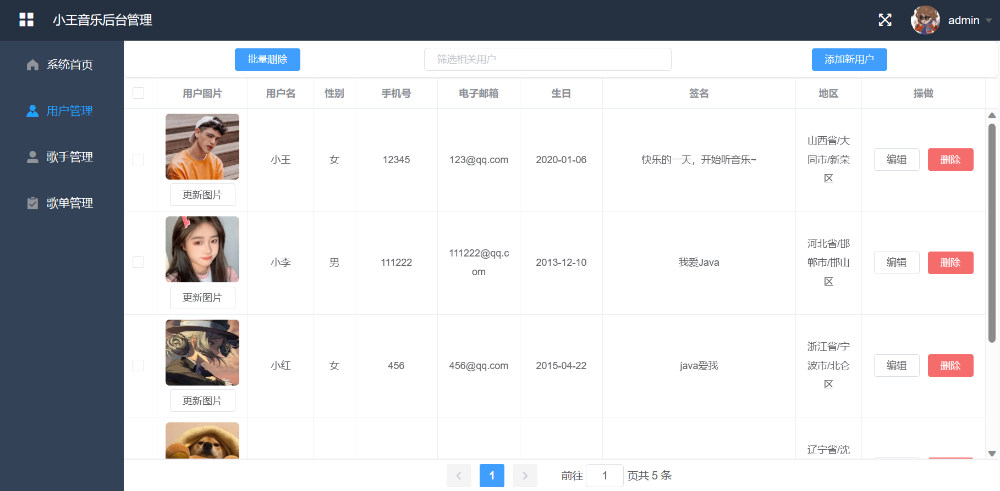 小王音乐后台管理
admin
系统首页
用户管理
歌手管理
歌单管理
批量删除
筛选相关用户
添加新用户
用户图片 用户名 性别 手机号 电子邮箱 生日 签名 地区 操做
更新图片
小王
女
12345
123@qq.com
2020-01-06
快乐的一天，开始听音乐~
山西省/大
同市/新荣
区
编辑
删除
更新图片
小李
男
111222
111222@qq.c
om
2013-12-10
我爱Java
河北省/邯
郸市/邯山
区
编辑
删除
更新图片
小红
女
456
456@qq.com
2015-04-22
java爱我
浙江省/宁
波市/北仑
区
编辑
删除
辽宁省/沈
1
前往 1 页共 5 条